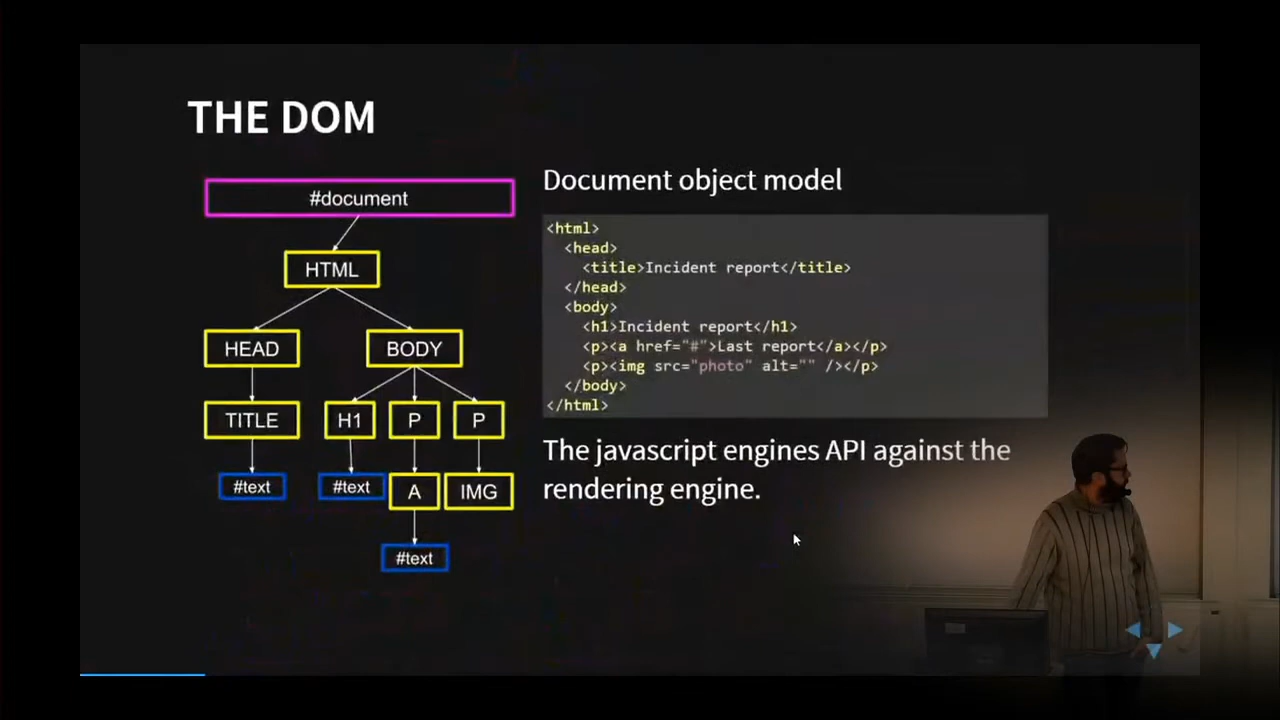 THE DOM
#document
HTML
HEAD
BODY
TITLE
H1
P
P
#text
#text
A
IMG
#text
Document object model
<html>
<head>
<title>Incident report</title>
</head>
<body>
<h1>Incident report</h1>
<p><a href="#">Last report</a></p>
<p><img src="photo" alt="" /></p>
</body>
</html>
The javascript engines API against the
rendering engine.